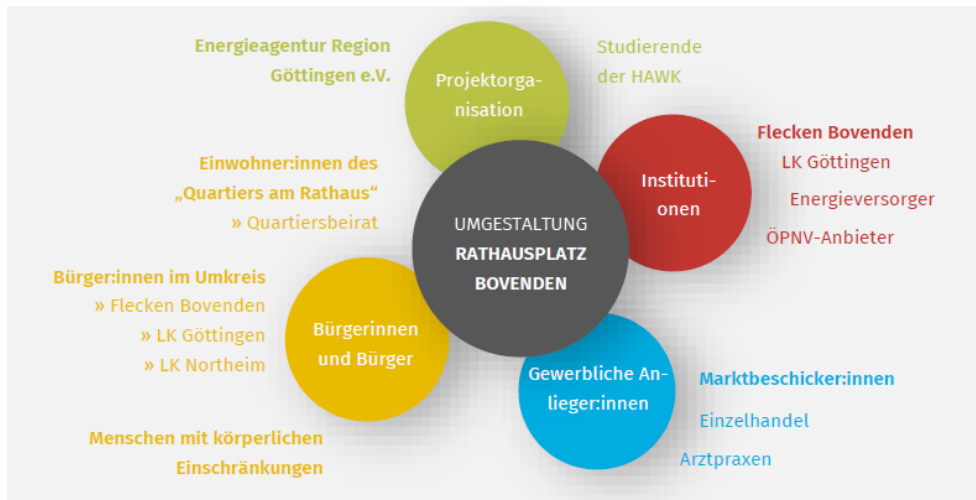 Energieagentur Region
Göttingen e.V.
Projektorga-
nisation
Studierende
der HAWK
Flecken Bovenden
LK Göttingen
Energieversorger
ÖPNV-Anbieter
Instituti-
onen
Einwohner:innen des
„Quartiers am Rathaus“
» Quartiersbeirat
UMGESTALTUNG
RATHAUSPLATZ
BOVENDEN
Bürger:innen im Umkreis
» Flecken Bovenden
» LK Göttingen
» LK Northeim
Bürgerinnen
und Bürger
Menschen mit körperlichen
Einschränkungen
Gewerbliche An-
lieger:innen
Marktbeschicker:innen
Einzelhandel
Arztpraxen